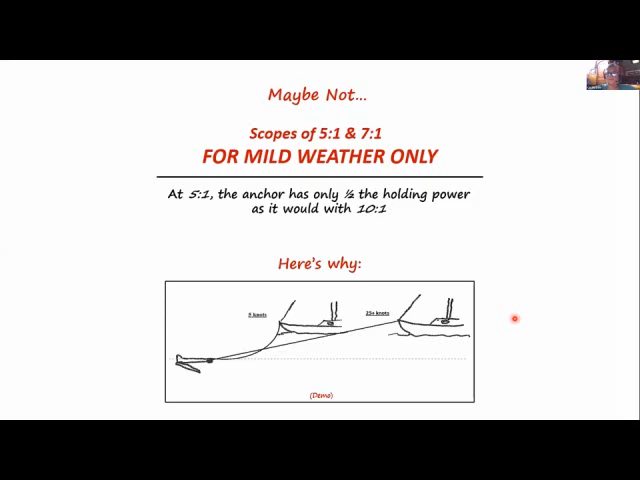 Maybe Not...
Scopes of 5:1 & 7:1
FOR MILD WEATHER ONLY
At 5:1, the anchor has only ½ the holding power
as it would with 10:1
Here's why:
5 knots
25+ knots
(Demo)